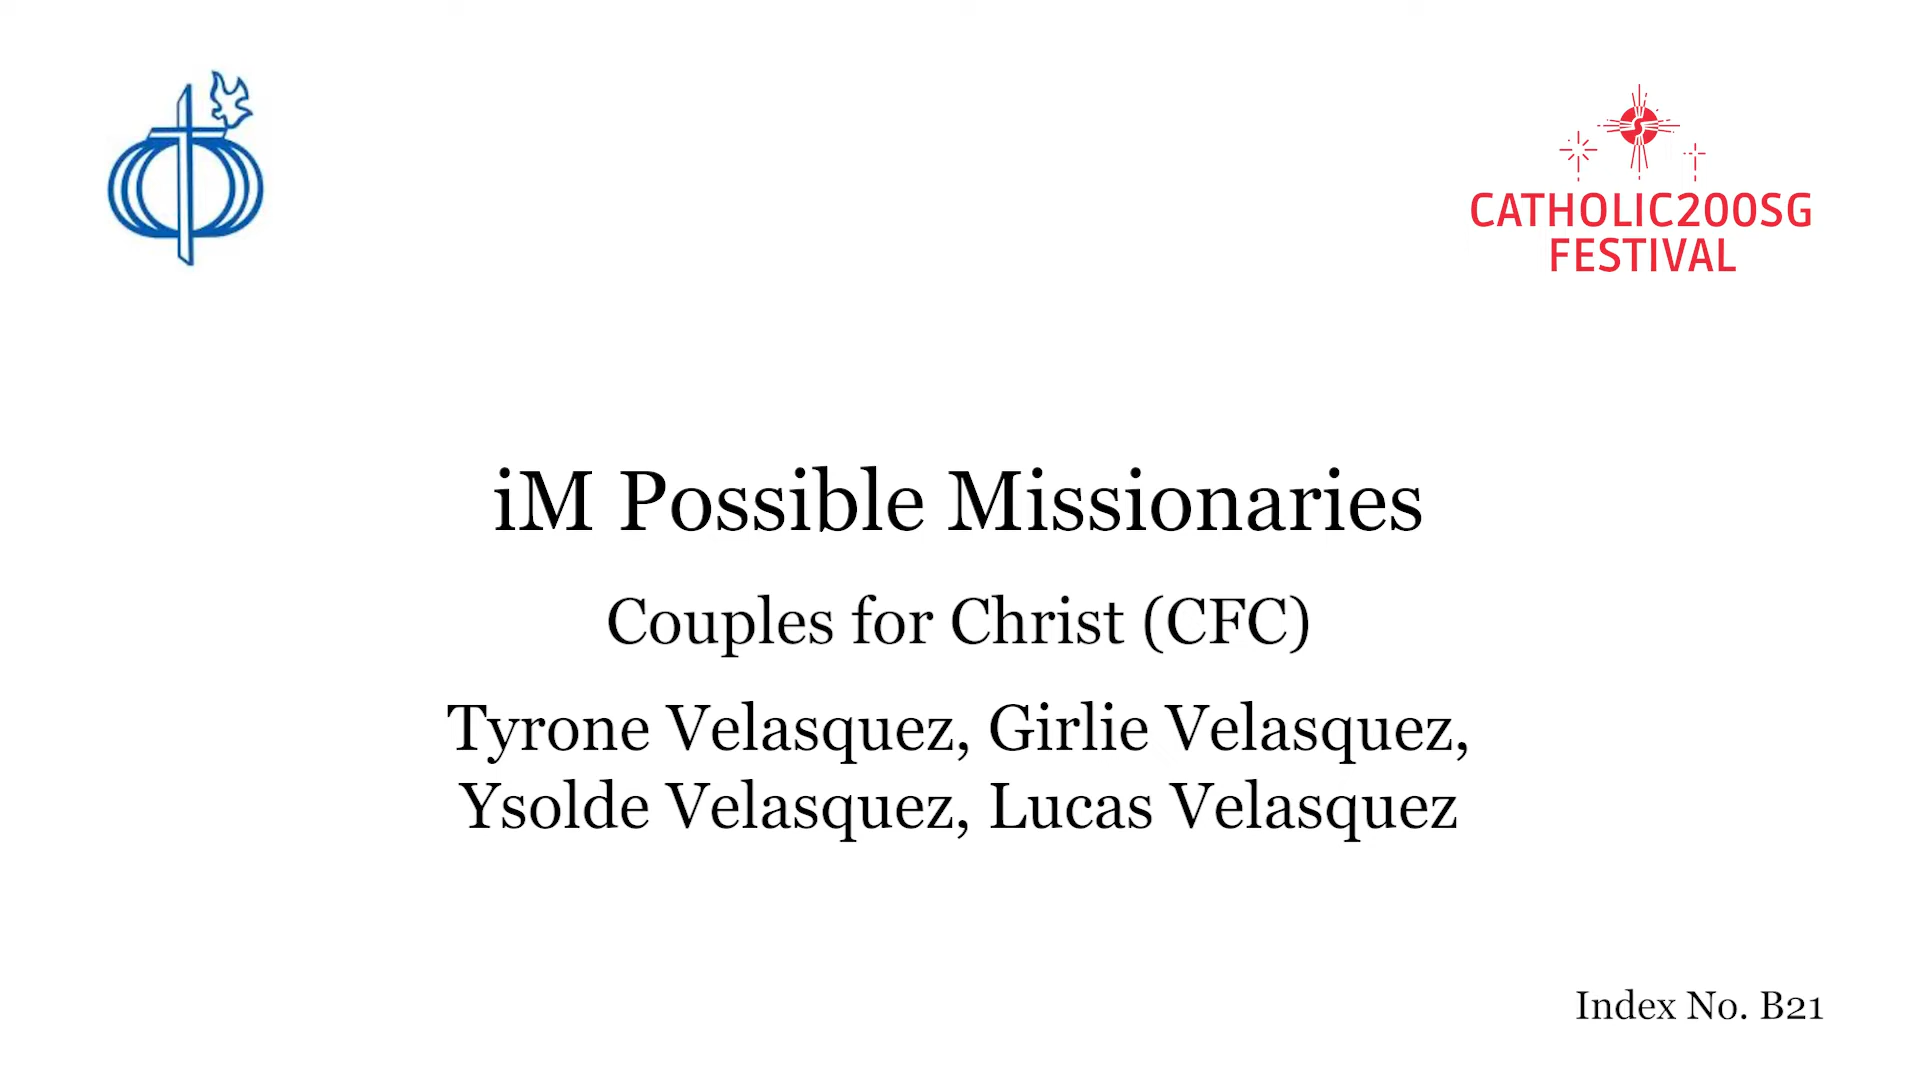 CATHOLIC200SG
FESTIVAL
iM Possible Missionaries
Couples for Christ (CFC)
Tyrone Velasquez, Girlie Velasquez,
Ysolde Velasquez, Lucas Velasquez
Index No. B21